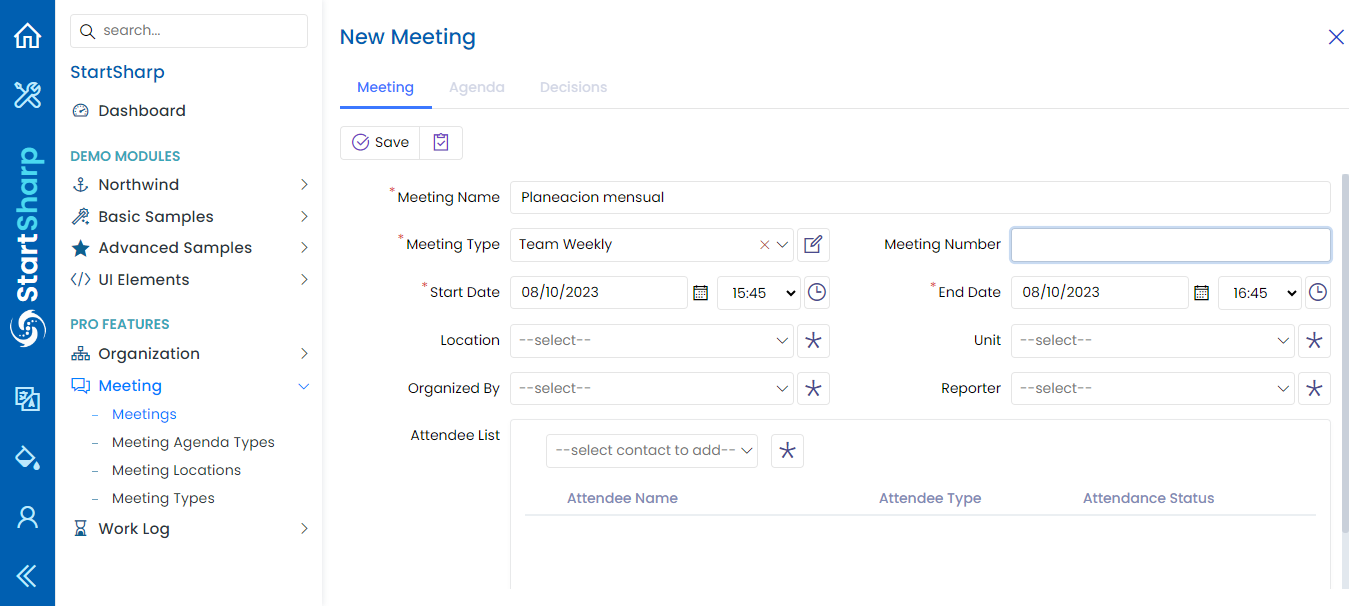 search...
StartSharp
Dashboard
DEMO MODULES
Northwind
Basic Samples
Advanced Samples
UI Elements
PRO FEATURES
Organization
Meeting
Meetings
Meeting Agenda Types
Meeting Locations
Meeting Types
Work Log
StartSharp
New Meeting
Meeting Agenda Decisions
Save
*Meeting Name Planeacion mensual
*Meeting Type Team Weekly Meeting Number
*Start Date 08/10/2023 15:45 *End Date 08/10/2023 16:45
Location --select-- Unit --select--
Organized By --select-- Reporter --select--
Attendee List --select contact to add--
Attendee Name Attendee Type Attendance Status